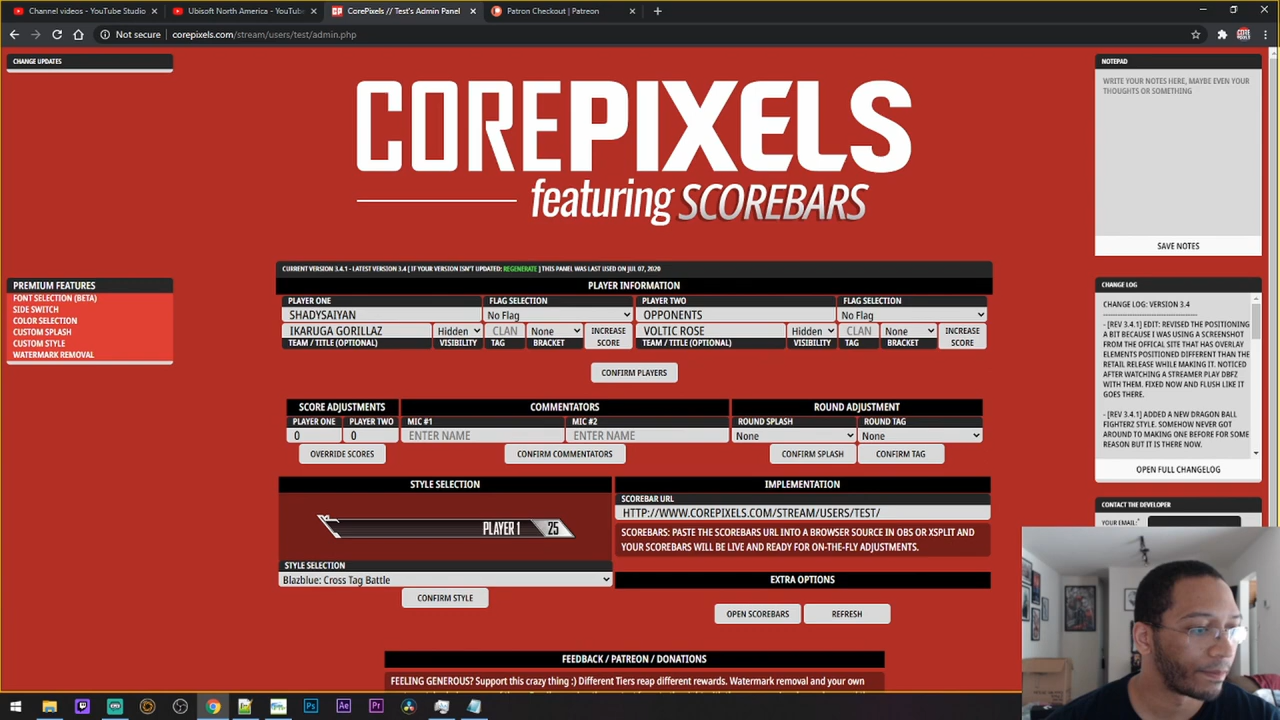 Channel videos - YouTube Studio
Ubisoft North America - YouTube
CorePixels // Test's Admin Panel
Patron Checkout | Patreon
Not secure corepixels.com/stream/users/test/admin.php
CHANGE UPDATES
COREPIXELS
featuring SCOREBARS
NOTEPAD
WRITE YOUR NOTES HERE, MAYBE EVEN YOUR
THOUGHTS OR SOMETHING
SAVE NOTES
PREMIUM FEATURES
FONT SELECTION (BETA)
SIDE SWITCH
COLOR SELECTION
CUSTOM SPLASH
CUSTOM STYLE
WATERMARK REMOVAL
CURRENT VERSION 3.4.1 - LATEST VERSION 3.4 [ IF YOUR VERSION ISN'T UPDATED: REGENERATE ] THIS PANEL WAS LAST USED ON JUL 07, 2020
PLAYER INFORMATION
PLAYER ONE FLAG SELECTION PLAYER TWO FLAG SELECTION
SHADYSAIYAN No Flag OPPONENTS No Flag
IKARUGA GORILLAZ Hidden CLAN None INCREASE SCORE VOLTIC ROSE Hidden CLAN None INCREASE SCORE
TEAM / TITLE (OPTIONAL) VISIBILITY TAG BRACKET TEAM / TITLE (OPTIONAL) VISIBILITY TAG BRACKET
CONFIRM PLAYERS
SCORE ADJUSTMENTS COMMENTATORS ROUND ADJUSTMENT
PLAYER ONE PLAYER TWO MIC #1 MIC #2 ROUND SPLASH ROUND TAG
0 0 ENTER NAME ENTER NAME None None
OVERRIDE SCORES CONFIRM COMMENTATORS CONFIRM SPLASH CONFIRM TAG
STYLE SELECTION
PLAYER 1 25
STYLE SELECTION
Blazblue: Cross Tag Battle
CONFIRM STYLE
IMPLEMENTATION
SCOREBAR URL
HTTP://WWW.COREPIXELS.COM/STREAM/USERS/TEST/
SCOREBARS: PASTE THE SCOREBARS URL INTO A BROWSER SOURCE IN OBS OR XSPLIT AND
YOUR SCOREBARS WILL BE LIVE AND READY FOR ON-THE-FLY ADJUSTMENTS.
EXTRA OPTIONS
OPEN SCOREBARS REFRESH
FEEDBACK / PATREON / DONATIONS
FEELING GENEROUS? Support this crazy thing :) Different Tiers reap different rewards. Watermark removal and your own
CHANGE LOG
CHANGE LOG: VERSION 3.4
- [REV 3.4.1] EDIT: REVISED THE POSITIONING
A BIT BECAUSE I WAS USING A SCREENSHOT
FROM THE OFFICAL SITE THAT HAS OVERLAY
ELEMENTS POSITIONED DIFFERENT THAN THE
RETAIL RELEASE WHILE MAKING IT. NOTICED
AFTER WATCHING A STREAMER PLAY DBFZ
WITH THEM. FIXED NOW AND FLUSH LIKE IT
GOES THERE.
- [REV 3.4.1] ADDED A NEW DRAGON BALL
FIGHTERZ STYLE. SOMEHOW NEVER GOT
AROUND TO MAKING ONE BEFORE FOR SOME
REASON BUT IT IS THERE NOW.
OPEN FULL CHANGELOG
CONTACT THE DEVELOPER
YOUR EMAIL:*
Ps
Ae
Pr